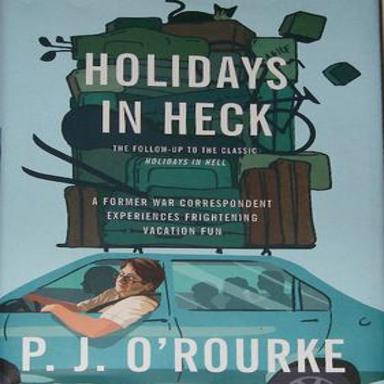 HOLIDAYS
IN HECK
THE FOLLOW-UP TO THE CLASSIC
HOLIDAYS IN HELL
A FORMER WAR CORRESPONDENT
EXPERIENCES FRIGHTENING
VACATION FUN
P. J. O'ROURKE